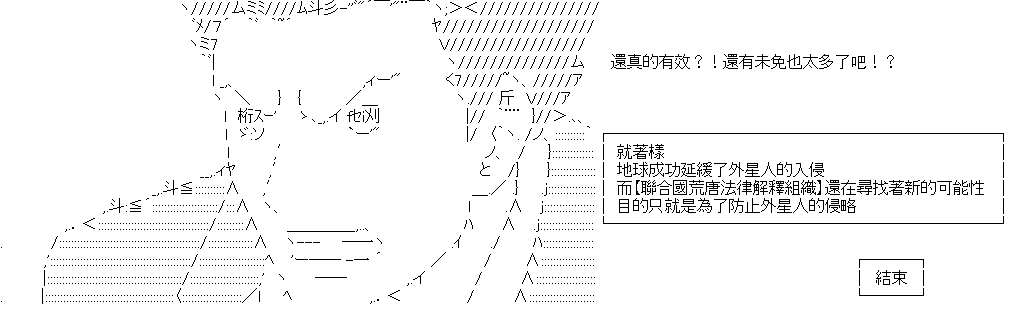 還真的有效？！還有未免也太多了吧！？
就著樣
地球成功延緩了外星人的入侵
而【聯合國荒唐法律解釋組織】還在尋找著新的可能性
目的只就是為了防止外星人的侵略
結束